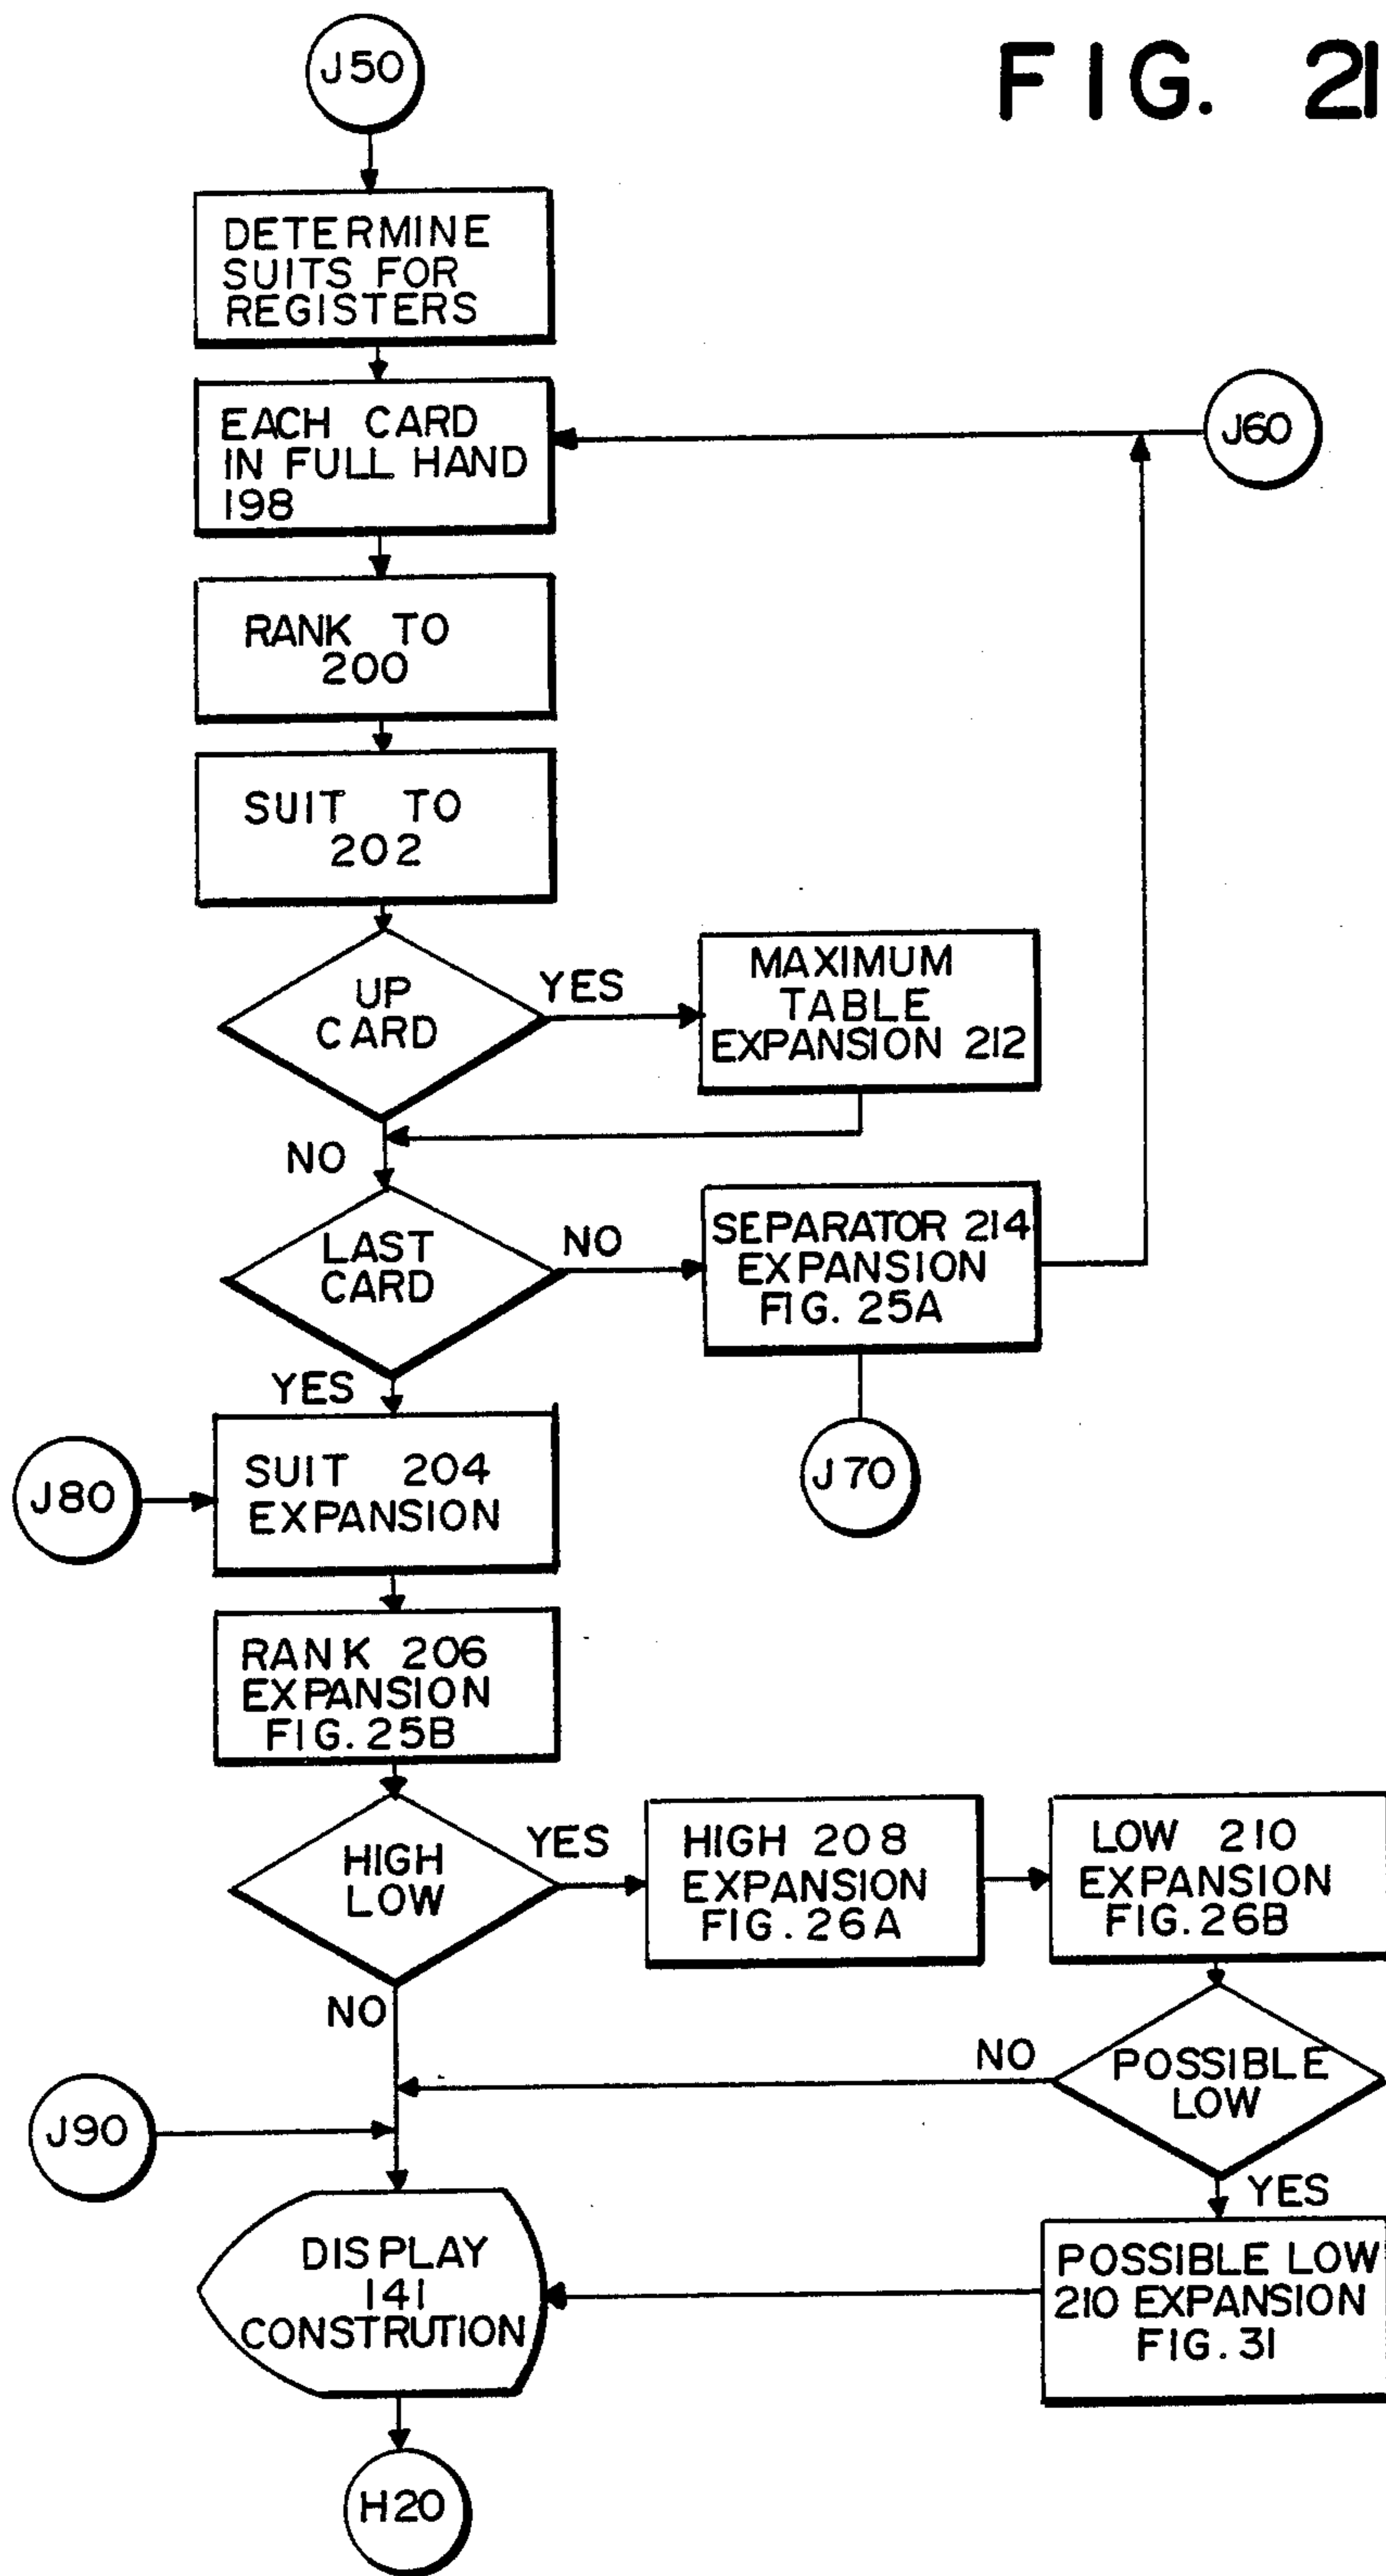 FIG. 21
J50
DETERMINE
SUITS FOR
REGISTERS
EACH CARD
IN FULL HAND
198
J60
RANK TO
200
SUIT TO
202
UP
CARD
YES
MAXIMUM
TABLE
EXPANSION 212
NO
LAST
CARD
NO
SEPARATOR 214
EXPANSION
FIG. 25A
YES
J70
J80
SUIT 204
EXPANSION
RANK 206
EXPANSION
FIG. 25B
HIGH
LOW
YES
HIGH 208
EXPANSION
FIG. 26A
LOW 210
EXPANSION
FIG. 26B
NO
NO
POSSIBLE
LOW
J90
YES
DISPLAY
141
CONSTRUTION
POSSIBLE LOW
210 EXPANSION
FIG. 31
H20